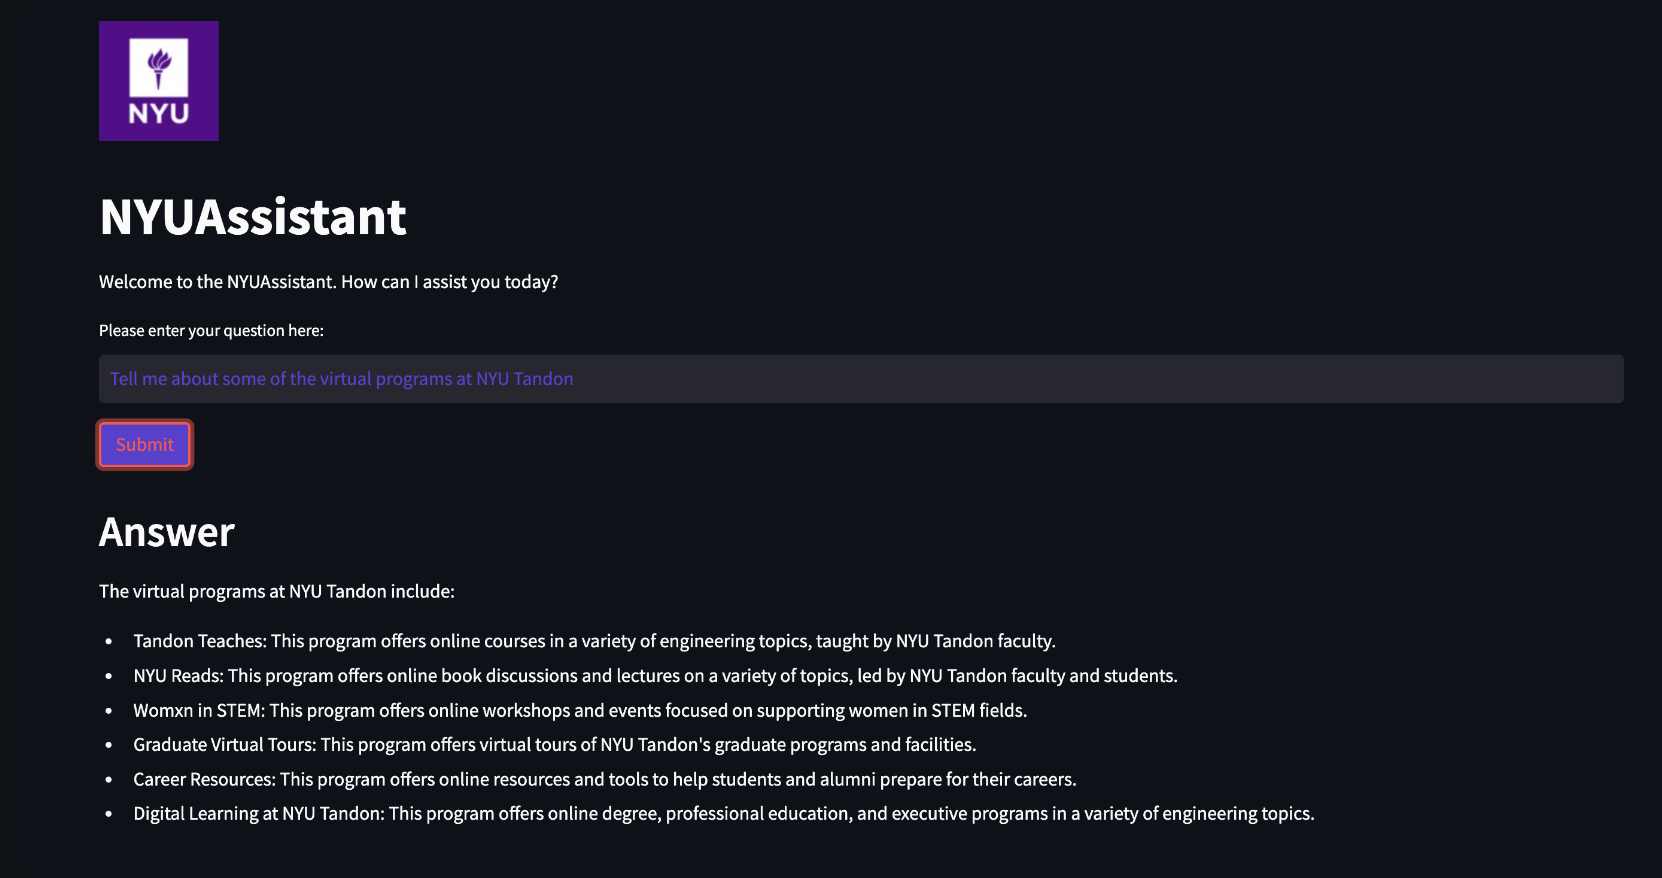 NYU
NYUAssistant
Welcome to the NYUAssistant. How can I assist you today?
Please enter your question here:
Tell me about some of the virtual programs at NYU Tandon
Submit
Answer
The virtual programs at NYU Tandon include:
• Tandon Teaches: This program offers online courses in a variety of engineering topics, taught by NYU Tandon faculty.
• NYU Reads: This program offers online book discussions and lectures on a variety of topics, led by NYU Tandon faculty and students.
• Womxn in STEM: This program offers online workshops and events focused on supporting women in STEM fields.
• Graduate Virtual Tours: This program offers virtual tours of NYU Tandon's graduate programs and facilities.
• Career Resources: This program offers online resources and tools to help students and alumni prepare for their careers.
• Digital Learning at NYU Tandon: This program offers online degree, professional education, and executive programs in a variety of engineering topics.